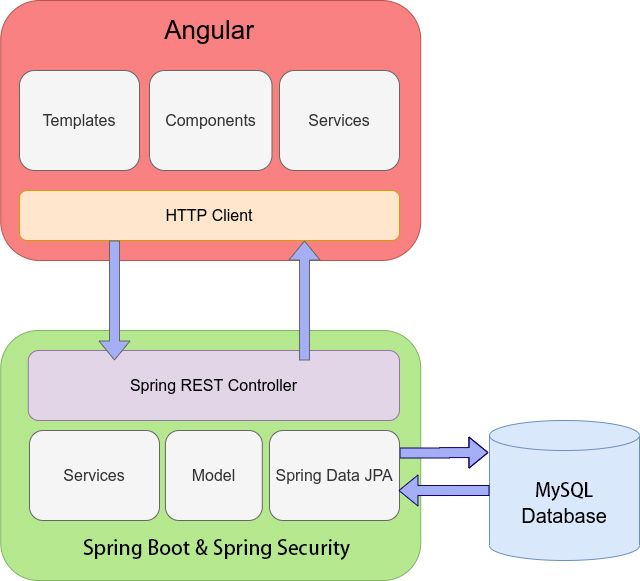 Angular
Templates
Components
Services
HTTP Client
Spring REST Controller
Services
Model
Spring Data JPA
Spring Boot & Spring Security
MySQL
Database